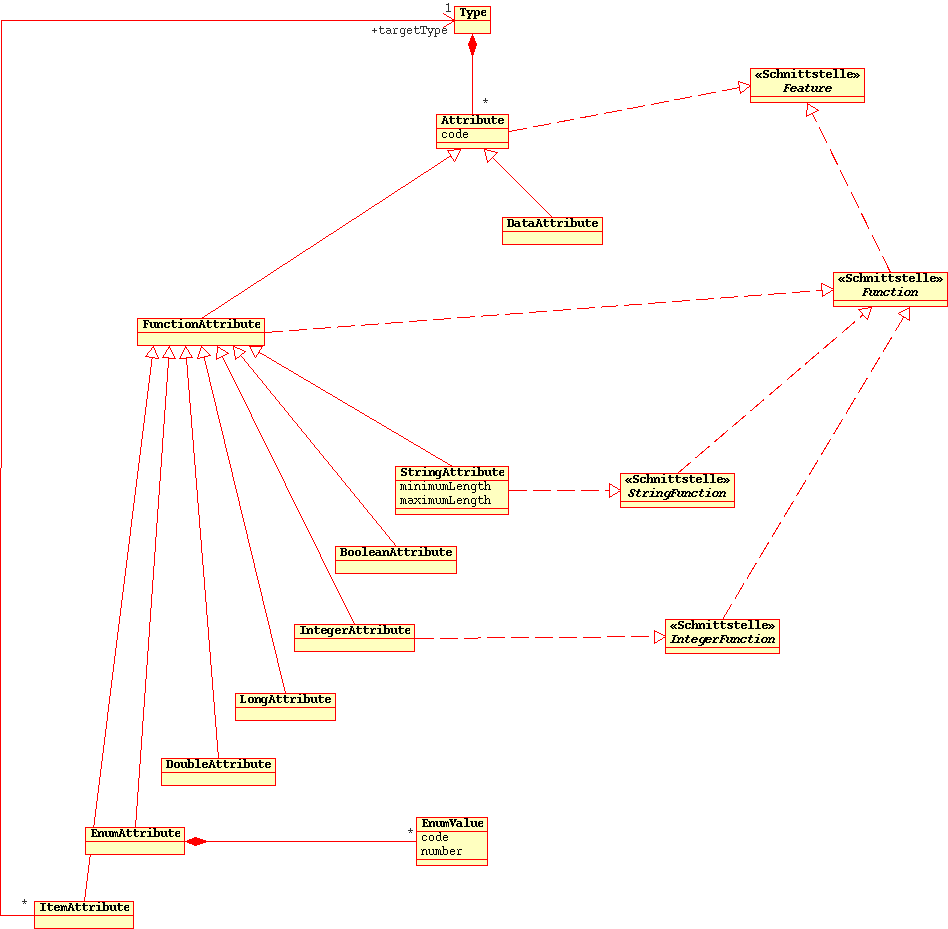 1
Type
+targetType
«Schnittstelle»
Feature
*
Attribute
code
DataAttribute
«Schnittstelle»
Function
FunctionAttribute
StringAttribute
minimumLength
maximumLength
«Schnittstelle»
StringFunction
BooleanAttribute
IntegerAttribute
«Schnittstelle»
IntegerFunction
LongAttribute
DoubleAttribute
EnumAttribute
*
EnumValue
code
number
*
ItemAttribute